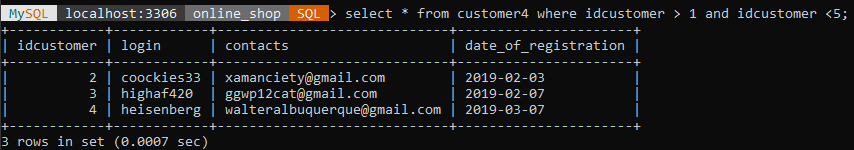 MySQL localhost:3306 online_shop SQL > select * from customer4 where idcustomer > 1 and idcustomer <5;
+------------+------------+--------------------------+----------------------+
| idcustomer | login      | contacts                 | date_of_registration |
+------------+------------+--------------------------+----------------------+
|          2 | coockies33 | xamanciety@gmail.com     | 2019-02-03           |
|          3 | highaf420  | ggwp12cat@gmail.com      | 2019-02-07           |
|          4 | heisenberg | walteralbuquerque@gmail.com | 2019-03-07           |
+------------+------------+--------------------------+----------------------+
3 rows in set (0.0007 sec)